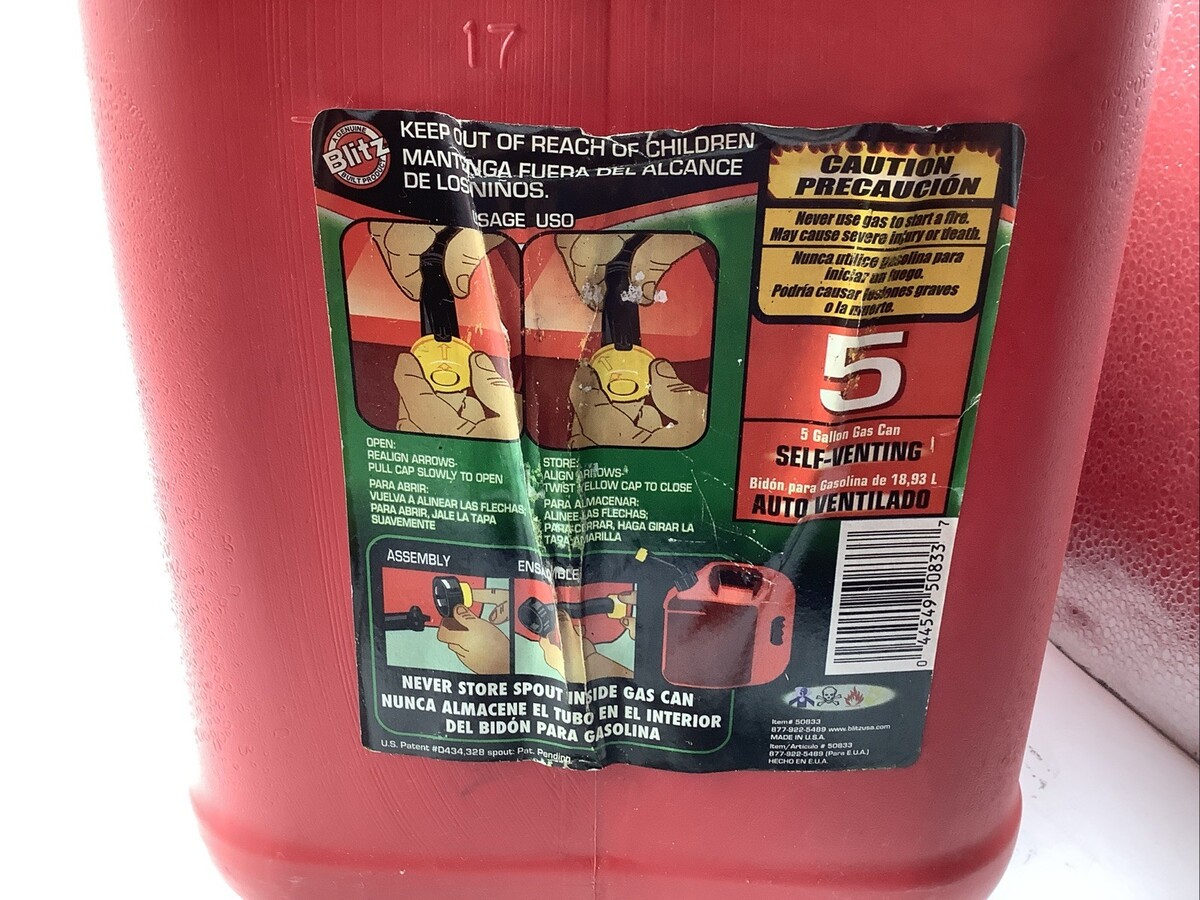 17
GENUINE
Blitz
BUILT PRODUCT
KEEP OUT OF REACH OF CHILDREN
MANTENGA FUERA DEL ALCANCE
DE LOS NIÑOS.
USAGE USO
CAUTION
PRECAUCIÓN
Never use gas to start a fire.
May cause severe injury or death.
Nunca utilice gasolina para
iniciar un fuego.
Podría causar lesiones graves
o la muerte.
5
5 Gallon Gas Can
SELF-VENTING
Bidón para Gasolina de 18,93 L
AUTO VENTILADO
OPEN:
REALIGN ARROWS-
PULL CAP SLOWLY TO OPEN
PARA ABRIR:
VUELVA A ALINEAR LAS FLECHAS;
PARA ABRIR, JALE LA TAPA
SUAVEMENTE
STORE:
ALIGN ARROWS-
TWIST YELLOW CAP TO CLOSE
PARA ALMACENAR:
ALINEE LAS FLECHAS;
PARA CERRAR, HAGA GIRAR LA
TAPA AMARILLA
ASSEMBLY
ENSAMBLE
NEVER STORE SPOUT INSIDE GAS CAN
NUNCA ALMACENE EL TUBO EN EL INTERIOR
DEL BIDÓN PARA GASOLINA
U.S. Patent #D434,328 spout: Pat. Pending
0 44549 50833 7
Item# 50833
877-922-5489 www.blitzusa.com
MADE IN U.S.A.
Item/Artículo # 50833
877-922-5489 (Para E.U.A.)
HECHO EN E.U.A.